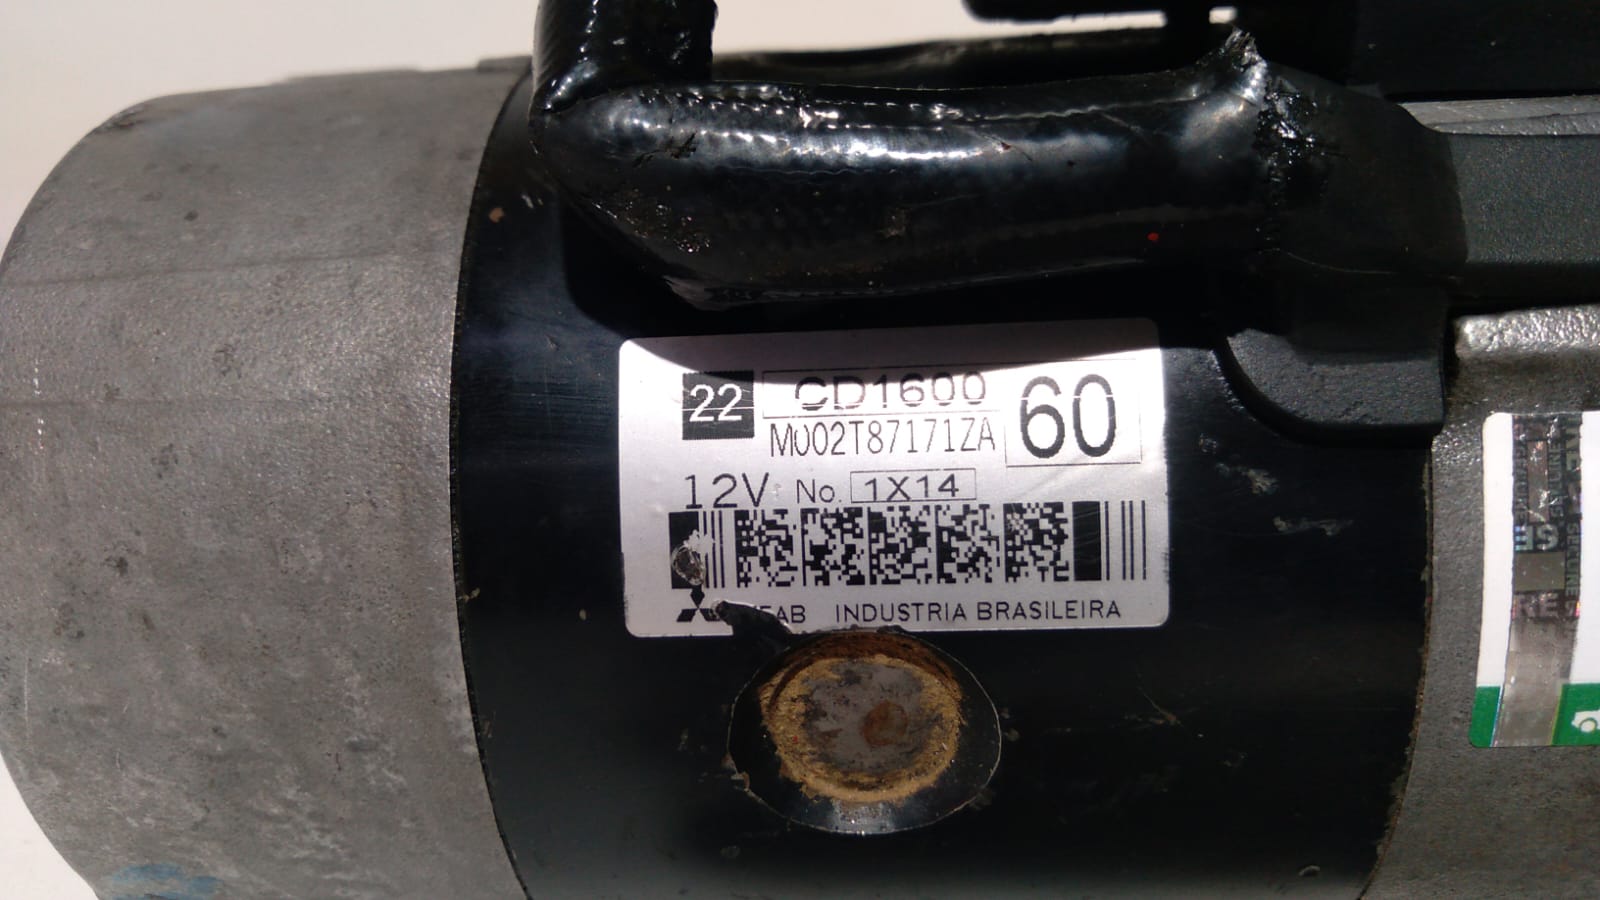 22 CD1600 60
M002T87171ZA
12V No. 1X14
INDUSTRIA BRASILEIRA